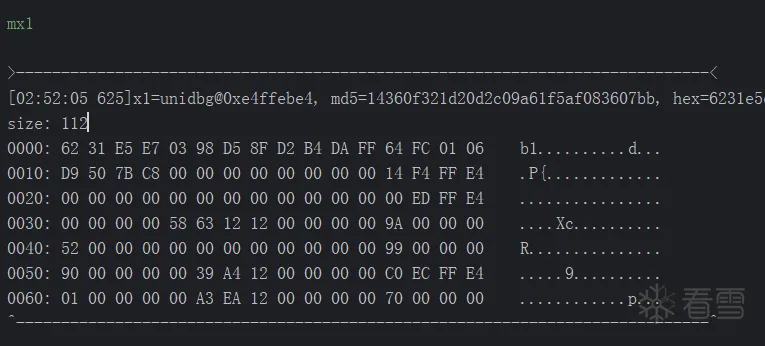 mx1
>-----------------------------------------------------------------------------<
[02:52:05 625]x1=unidbg@0xe4ffebe4, md5=14360f321d20d2c09a61f5af083607bb, hex=6231e5
size: 112
0000: 62 31 E5 E7 03 98 D5 8F D2 B4 DA FF 64 FC 01 06    b1..........d...
0010: D9 50 7B C8 00 00 00 00 00 00 00 00 14 F4 FF E4    .P{.............
0020: 00 00 00 00 00 00 00 00 00 00 00 00 ED FF E4    ................
0030: 00 00 00 00 58 63 12 12 00 00 00 00 9A 00 00 00    ....Xc..........
0040: 52 00 00 00 00 00 00 00 00 00 00 00 99 00 00 00    R...............
0050: 90 00 00 00 00 39 A4 12 00 00 00 00 C0 EC FF E4    .....9..........
0060: 01 00 00 00 00 A3 EA 12 00 00 00 00 70 00 00 00    ............p...
^-----------------------------------------------------------------------------^
看雪